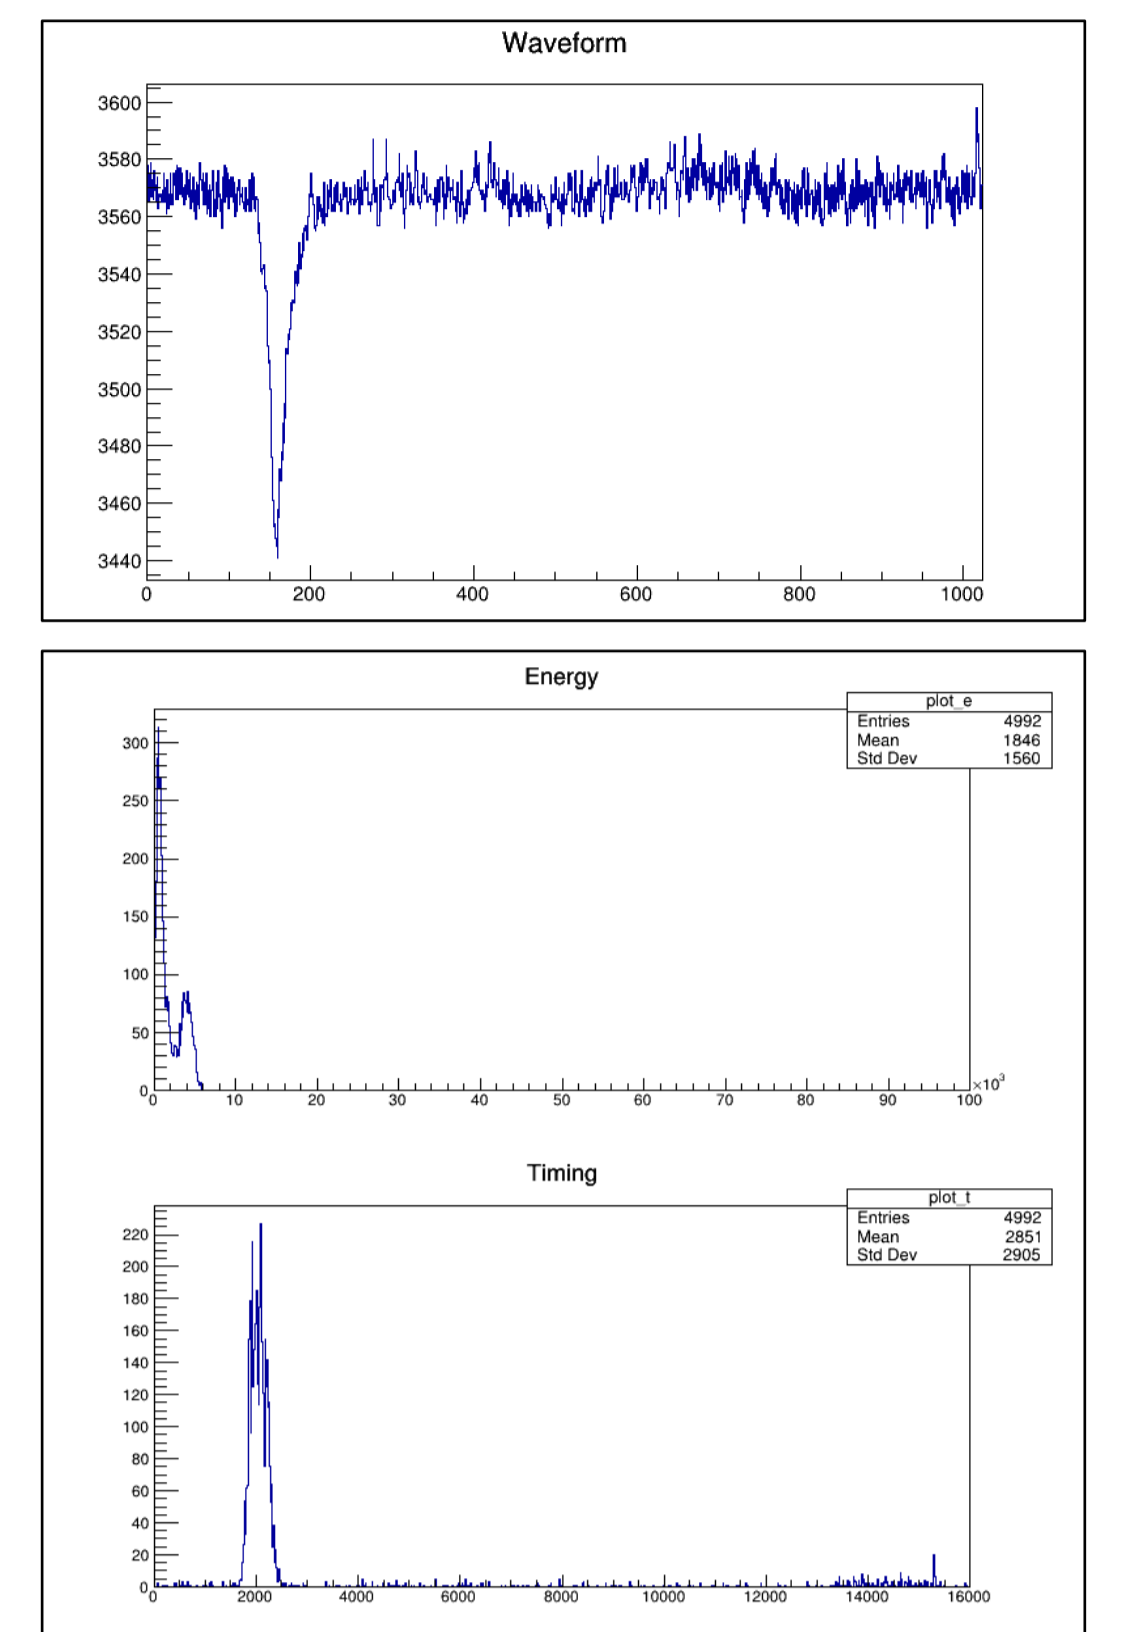 Waveform
3600
3580
3560
3540
3520
3500
3480
3460
3440
0 200 400 600 800 1000
Energy
plot_e
Entries 4992
Mean 1846
Std Dev 1560
300
250
200
150
100
50
0
0 10 20 30 40 50 60 70 80 90 100
×10³
Timing
plot_t
Entries 4992
Mean 2851
Std Dev 2905
220
200
180
160
140
120
100
80
60
40
20
0
0 2000 4000 6000 8000 10000 12000 14000 16000